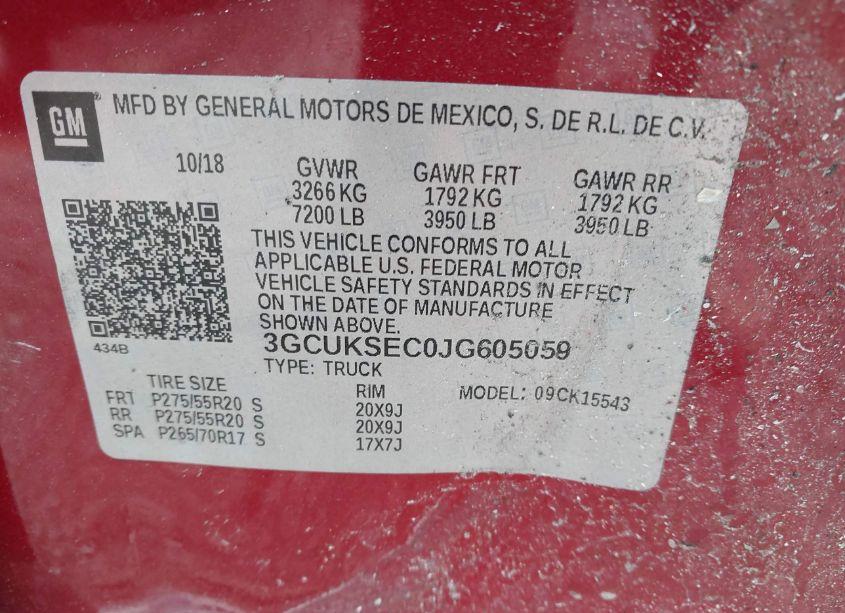 GM
MFD BY GENERAL MOTORS DE MEXICO, S. DE R.L. DE C.V.
10/18 GVWR GAWR FRT GAWR RR
3266 KG 1792 KG 1792 KG
7200 LB 3950 LB 3950 LB
THIS VEHICLE CONFORMS TO ALL
APPLICABLE U.S. FEDERAL MOTOR
VEHICLE SAFETY STANDARDS IN EFFECT
ON THE DATE OF MANUFACTURE
SHOWN ABOVE.
434B
3GCUKSEC0JG605059
TYPE: TRUCK
MODEL: 09CK15543
TIRE SIZE RIM
FRT P275/55R20 S 20X9J
RR P275/55R20 S 20X9J
SPA P265/70R17 S 17X7J